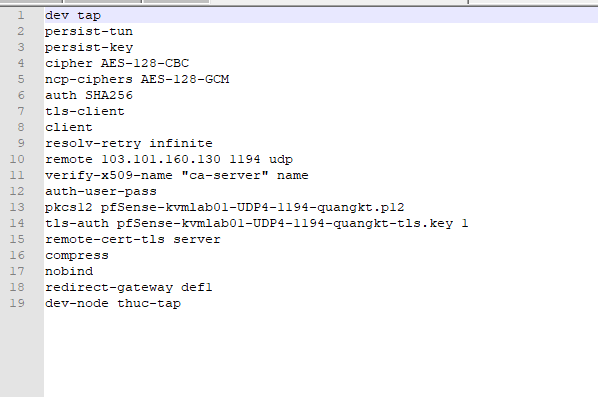 1 dev tap
2 persist-tun
3 persist-key
4 cipher AES-128-CBC
5 ncp-ciphers AES-128-GCM
6 auth SHA256
7 tls-client
8 client
9 resolv-retry infinite
10 remote 103.101.160.130 1194 udp
11 verify-x509-name "ca-server" name
12 auth-user-pass
13 pkcs12 pfSense-kvmlab01-UDP4-1194-quangkt.p12
14 tls-auth pfSense-kvmlab01-UDP4-1194-quangkt-tls.key 1
15 remote-cert-tls server
16 compress
17 nobind
18 redirect-gateway def1
19 dev-node thuc-tap